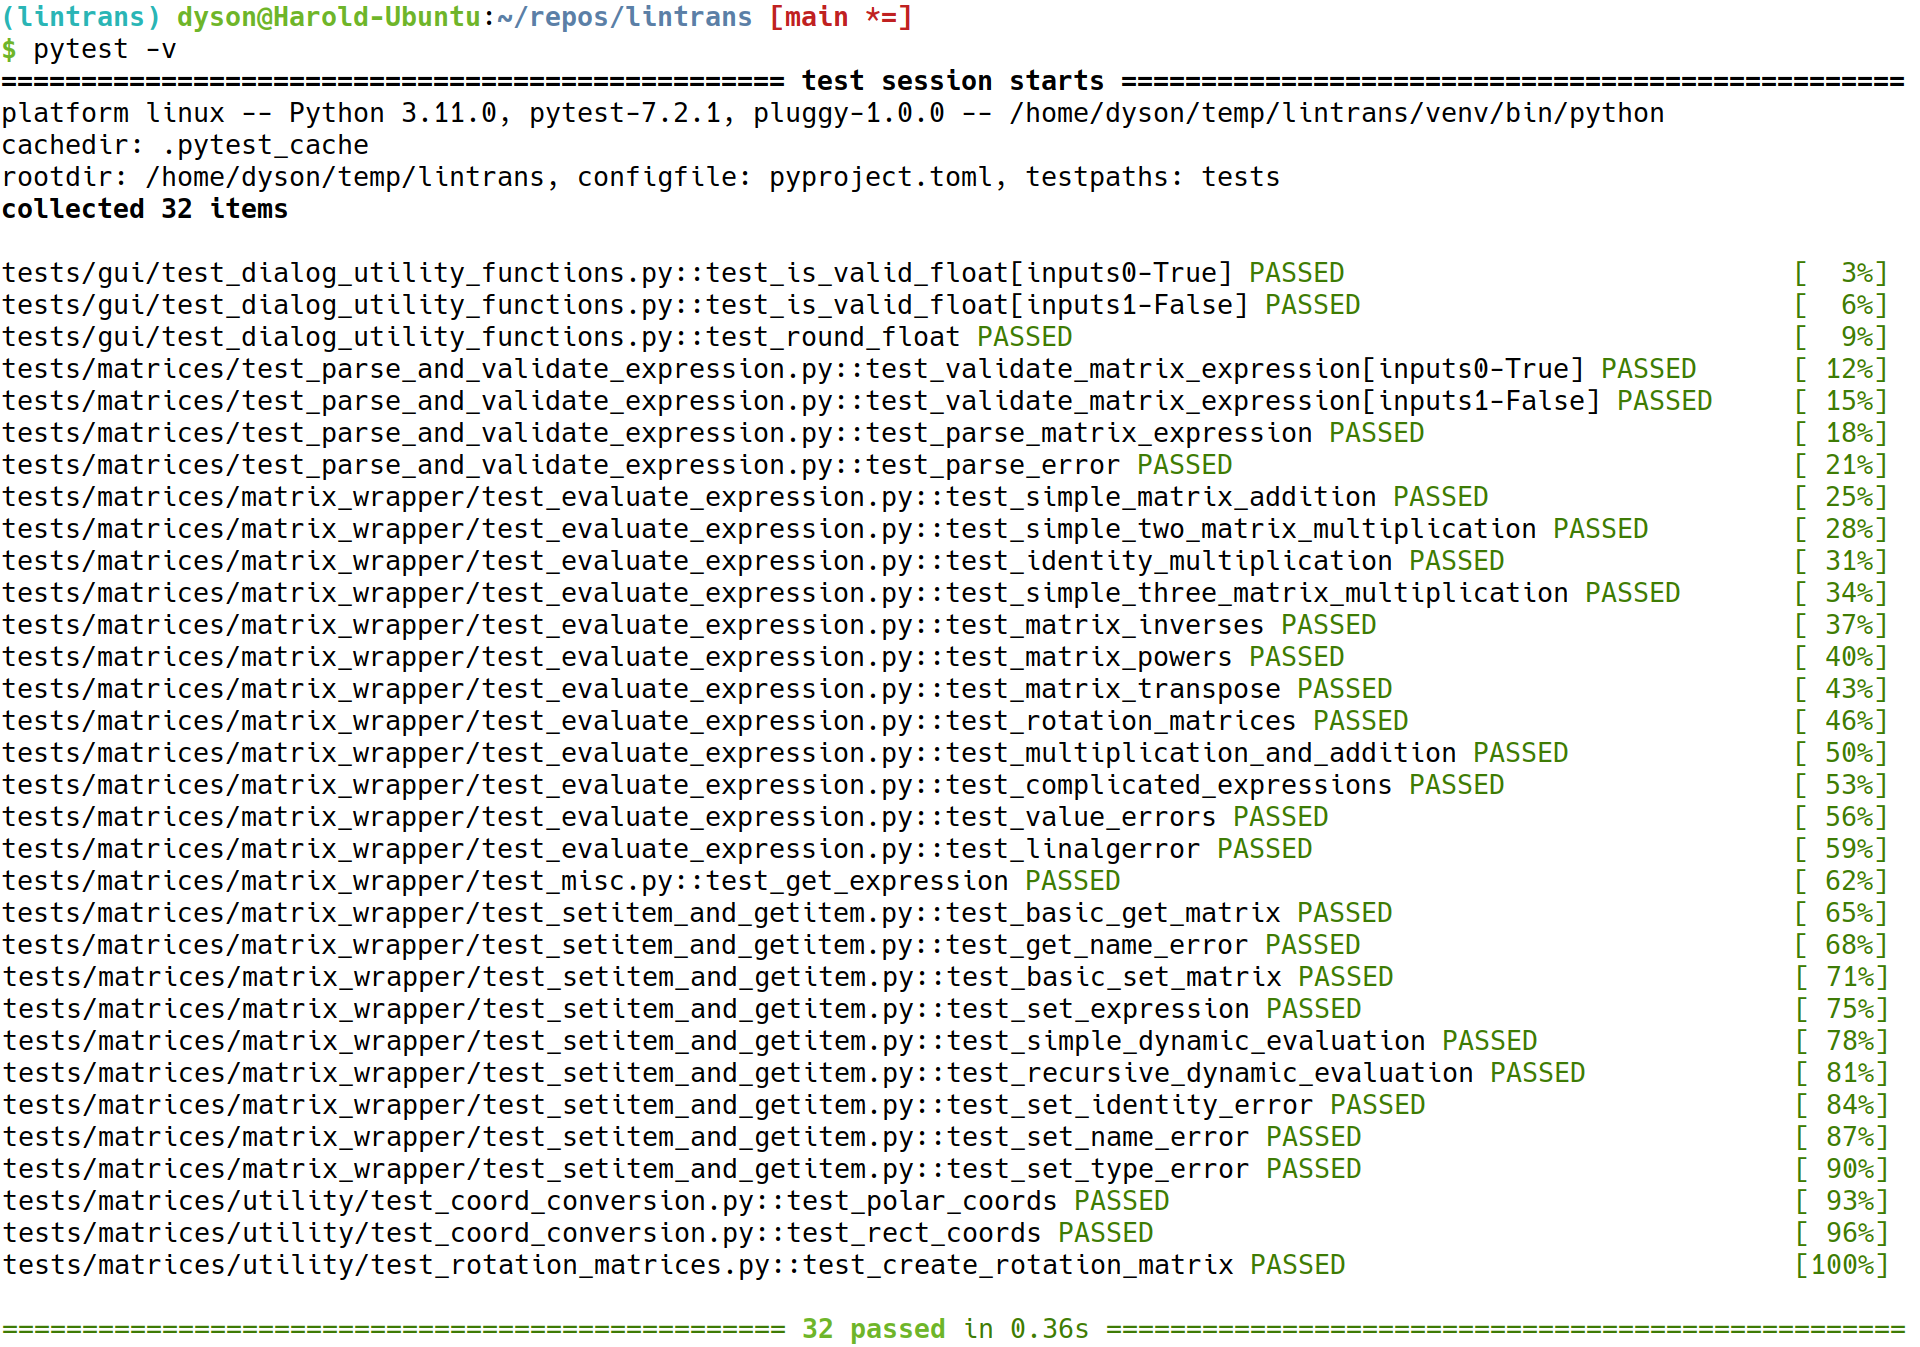 (lintrans) dyson@Harold-Ubuntu:~/repos/lintrans [main *=]
$ pytest -v
================================================= test session starts =================================================
platform linux -- Python 3.11.0, pytest-7.2.1, pluggy-1.0.0 -- /home/dyson/temp/lintrans/venv/bin/python
cachedir: .pytest_cache
rootdir: /home/dyson/temp/lintrans, configfile: pyproject.toml, testpaths: tests
collected 32 items

tests/gui/test_dialog_utility_functions.py::test_is_valid_float[inputs0-True] PASSED [  3%]
tests/gui/test_dialog_utility_functions.py::test_is_valid_float[inputs1-False] PASSED [  6%]
tests/gui/test_dialog_utility_functions.py::test_round_float PASSED [  9%]
tests/matrices/test_parse_and_validate_expression.py::test_validate_matrix_expression[inputs0-True] PASSED [ 12%]
tests/matrices/test_parse_and_validate_expression.py::test_validate_matrix_expression[inputs1-False] PASSED [ 15%]
tests/matrices/test_parse_and_validate_expression.py::test_parse_matrix_expression PASSED [ 18%]
tests/matrices/test_parse_and_validate_expression.py::test_parse_error PASSED [ 21%]
tests/matrices/matrix_wrapper/test_evaluate_expression.py::test_simple_matrix_addition PASSED [ 25%]
tests/matrices/matrix_wrapper/test_evaluate_expression.py::test_simple_two_matrix_multiplication PASSED [ 28%]
tests/matrices/matrix_wrapper/test_evaluate_expression.py::test_identity_multiplication PASSED [ 31%]
tests/matrices/matrix_wrapper/test_evaluate_expression.py::test_simple_three_matrix_multiplication PASSED [ 34%]
tests/matrices/matrix_wrapper/test_evaluate_expression.py::test_matrix_inverses PASSED [ 37%]
tests/matrices/matrix_wrapper/test_evaluate_expression.py::test_matrix_powers PASSED [ 40%]
tests/matrices/matrix_wrapper/test_evaluate_expression.py::test_matrix_transpose PASSED [ 43%]
tests/matrices/matrix_wrapper/test_evaluate_expression.py::test_rotation_matrices PASSED [ 46%]
tests/matrices/matrix_wrapper/test_evaluate_expression.py::test_multiplication_and_addition PASSED [ 50%]
tests/matrices/matrix_wrapper/test_evaluate_expression.py::test_complicated_expressions PASSED [ 53%]
tests/matrices/matrix_wrapper/test_evaluate_expression.py::test_value_errors PASSED [ 56%]
tests/matrices/matrix_wrapper/test_evaluate_expression.py::test_linalgerror PASSED [ 59%]
tests/matrices/matrix_wrapper/test_misc.py::test_get_expression PASSED [ 62%]
tests/matrices/matrix_wrapper/test_setitem_and_getitem.py::test_basic_get_matrix PASSED [ 65%]
tests/matrices/matrix_wrapper/test_setitem_and_getitem.py::test_get_name_error PASSED [ 68%]
tests/matrices/matrix_wrapper/test_setitem_and_getitem.py::test_basic_set_matrix PASSED [ 71%]
tests/matrices/matrix_wrapper/test_setitem_and_getitem.py::test_set_expression PASSED [ 75%]
tests/matrices/matrix_wrapper/test_setitem_and_getitem.py::test_simple_dynamic_evaluation PASSED [ 78%]
tests/matrices/matrix_wrapper/test_setitem_and_getitem.py::test_recursive_dynamic_evaluation PASSED [ 81%]
tests/matrices/matrix_wrapper/test_setitem_and_getitem.py::test_set_identity_error PASSED [ 84%]
tests/matrices/matrix_wrapper/test_setitem_and_getitem.py::test_set_name_error PASSED [ 87%]
tests/matrices/matrix_wrapper/test_setitem_and_getitem.py::test_set_type_error PASSED [ 90%]
tests/matrices/utility/test_coord_conversion.py::test_polar_coords PASSED [ 93%]
tests/matrices/utility/test_coord_conversion.py::test_rect_coords PASSED [ 96%]
tests/matrices/utility/test_rotation_matrices.py::test_create_rotation_matrix PASSED [100%]

================================================= 32 passed in 0.36s ==================================================